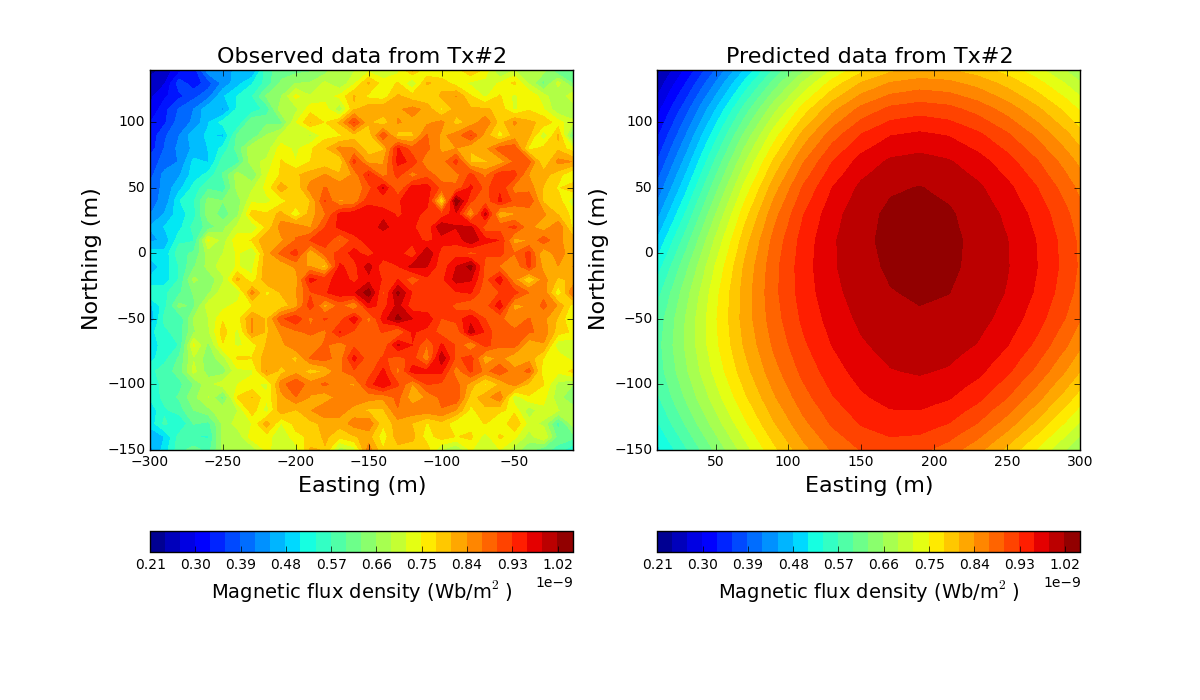 Observed data from Tx#2
Northing (m)
100
50
0
−50
−100
−150
−300 −250 −200 −150 −100 −50
Easting (m)
0.21 0.30 0.39 0.48 0.57 0.66 0.75 0.84 0.93 1.02
1e−9
Magnetic flux density (Wb/m² )
Predicted data from Tx#2
Northing (m)
100
50
0
−50
−100
−150
50 100 150 200 250 300
Easting (m)
0.21 0.30 0.39 0.48 0.57 0.66 0.75 0.84 0.93 1.02
1e−9
Magnetic flux density (Wb/m² )